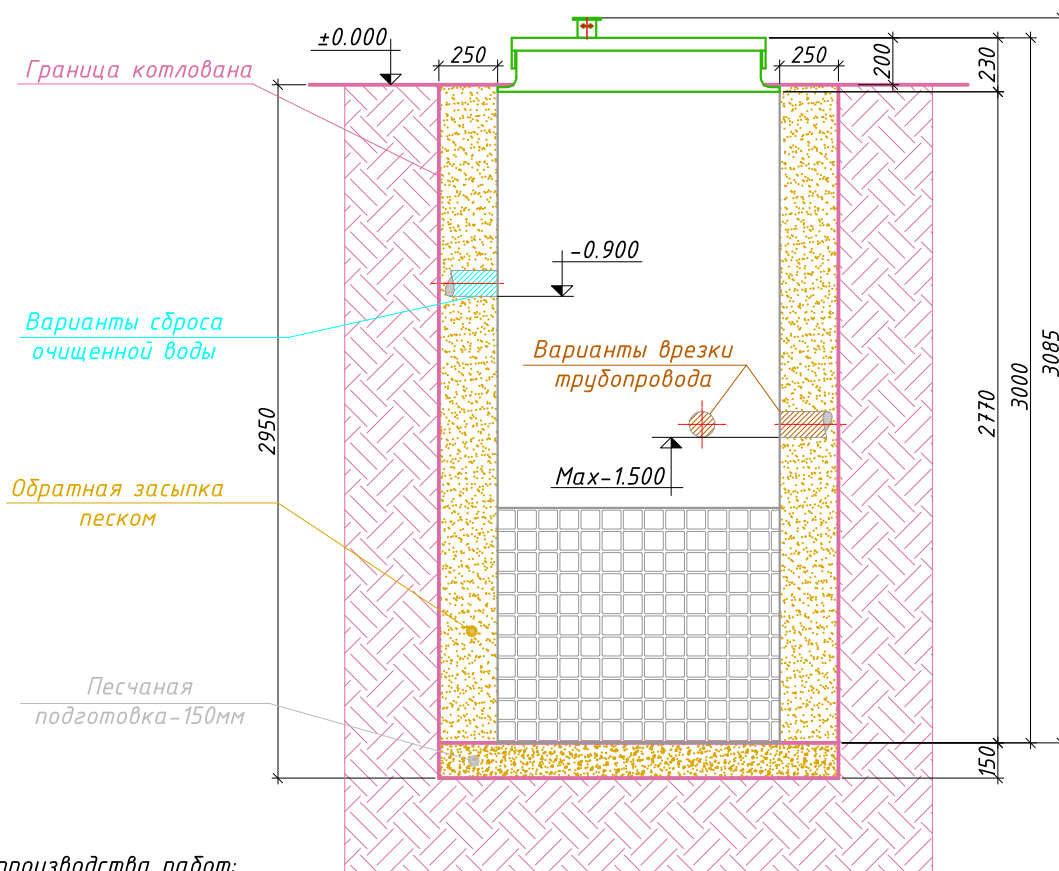 ±0.000
250
250
200
230
Граница котлована
-0.900
Варианты сброса
очищенной воды
Варианты врезки
трубопровода
3085
3000
2770
2950
Max-1.500
Обратная засыпка
песком
Песчаная
подготовка-150мм
150
производства работ: